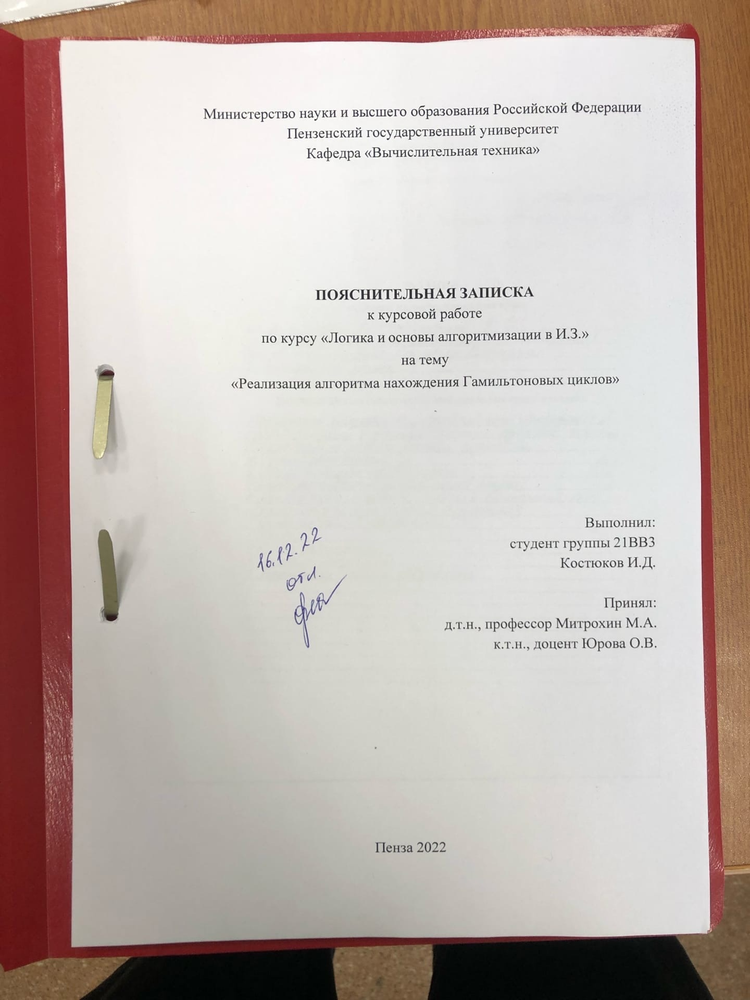 Министерство науки и высшего образования Российской Федерации
Пензенский государственный университет
Кафедра «Вычислительная техника»
ПОЯСНИТЕЛЬНАЯ ЗАПИСКА
к курсовой работе
по курсу «Логика и основы алгоритмизации в И.З.»
на тему
«Реализация алгоритма нахождения Гамильтоновых циклов»
Выполнил:
студент группы 21ВВ3
Костюков И.Д.
16.12.22
отл.
Принял:
д.т.н., профессор Митрохин М.А.
к.т.н., доцент Юрова О.В.
Пенза 2022